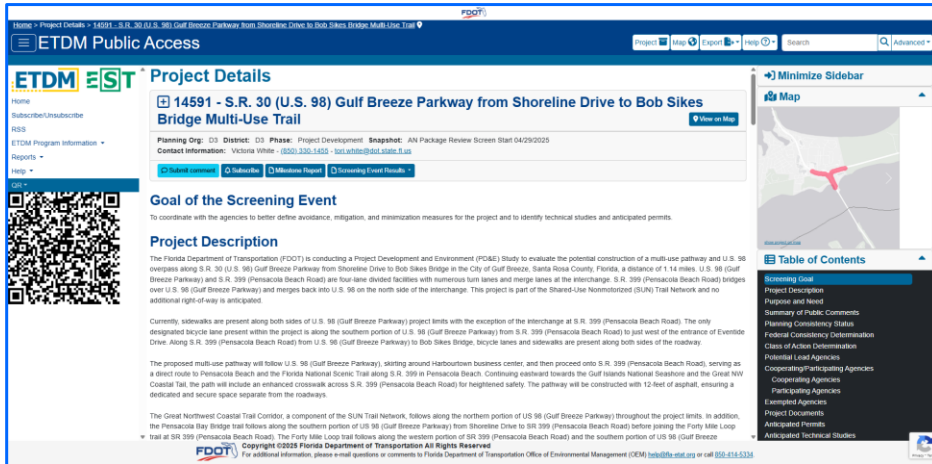 FDOT
Home > Project Details > 14591 - S.R. 30 (U.S. 98) Gulf Breeze Parkway from Shoreline Drive to Bob Sikes Bridge Multi-Use Trail
ETDM Public Access
Project Map Export Help Search Advanced
ETDM EST
Home
Subscribe/Unsubscribe
RSS
ETDM Program Information
Reports
Help
QR
Project Details
14591 - S.R. 30 (U.S. 98) Gulf Breeze Parkway from Shoreline Drive to Bob Sikes
Bridge Multi-Use Trail
View on Map
Planning Org: D3 District: D3 Phase: Project Development Snapshot: AN Package Review Screen Start 04/29/2025
Contact Information: Victoria White - (850) 330-1455 - tori.white@dot.state.fl.us
Submit comment Subscribe Milestone Report Screening Event Results
Goal of the Screening Event
To coordinate with the agencies to better define avoidance, mitigation, and minimization measures for the project and to identify technical studies and anticipated permits.
Project Description
The Florida Department of Transportation (FDOT) is conducting a Project Development and Environment (PD&E) Study to evaluate the potential construction of a multi-use pathway and U.S. 98
overpass along S.R. 30 (U.S. 98) Gulf Breeze Parkway from Shoreline Drive to Bob Sikes Bridge in the City of Gulf Breeze, Santa Rosa County, Florida, a distance of 1.14 miles. U.S. 98 (Gulf
Breeze Parkway) and S.R. 399 (Pensacola Beach Road) are four-lane divided facilities with numerous turn lanes and merge lanes at the interchange. S.R. 399 (Pensacola Beach Road) bridges
over U.S. 98 (Gulf Breeze Parkway) and merges back into U.S. 98 on the north side of the interchange. This project is part of the Shared-Use Nonmotorized (SUN) Trail Network and no
additional right-of-way is anticipated.
Currently, sidewalks are present along both sides of U.S. 98 (Gulf Breeze Parkway) project limits with the exception of the interchange at S.R. 399 (Pensacola Beach Road). The only
designated bicycle lane present within the project is along the southern portion of U.S. 98 (Gulf Breeze Parkway) from S.R. 399 (Pensacola Beach Road) to just west of the entrance of Eventide
Drive. Along S.R. 399 (Pensacola Beach Road) from U.S. 98 (Gulf Breeze Parkway) to Bob Sikes Bridge, bicycle lanes and sidewalks are present along both sides of the roadway.
The proposed multi-use pathway will follow U.S. 98 (Gulf Breeze Parkway), skirting around Harbourtown business center, and then proceed onto S.R. 399 (Pensacola Beach Road), serving as
a direct route to Pensacola Beach and the Florida National Scenic Trail along S.R. 399 in Pensacola Beach. Continuing eastward towards the Gulf Islands National Seashore and the Great NW
Coastal Tail, the path will include an enhanced crosswalk across S.R. 399 (Pensacola Beach Road) for heightened safety. The pathway will be constructed with 12-feet of asphalt, ensuring a
dedicated and secure space separate from the roadways.
The Great Northwest Coastal Trail Corridor, a component of the SUN Trail Network, follows along the northern portion of US 98 (Gulf Breeze Parkway) throughout the project limits. In addition,
the Pensacola Bay Bridge trail follows along the southern portion of US 98 (Gulf Breeze Parkway) from Shoreline Drive to SR 399 (Pensacola Beach Road) before joining the Forty Mile Loop
trail at SR 399 (Pensacola Beach Road). The Forty Mile Loop trail follows along the western portion of SR 399 (Pensacola Beach Road) and the southern portion of US 98 (Gulf Breeze
Minimize Sidebar
Map
Table of Contents
Screening Goal
Project Description
Purpose and Need
Summary of Public Comments
Planning Consistency Status
Federal Consistency Determination
Class of Action Determination
Potential Lead Agencies
Cooperating/Participating Agencies
Cooperating Agencies
Participating Agencies
Exempted Agencies
Project Documents
Anticipated Permits
Anticipated Technical Studies
FDOT
Copyright ©2025 Florida Department of Transportation All Rights Reserved
For additional information, please e-mail questions or comments to Florida Department of Transportation Office of Environmental Management (OEM) help@fla-etat.org or call 850-414-5334.